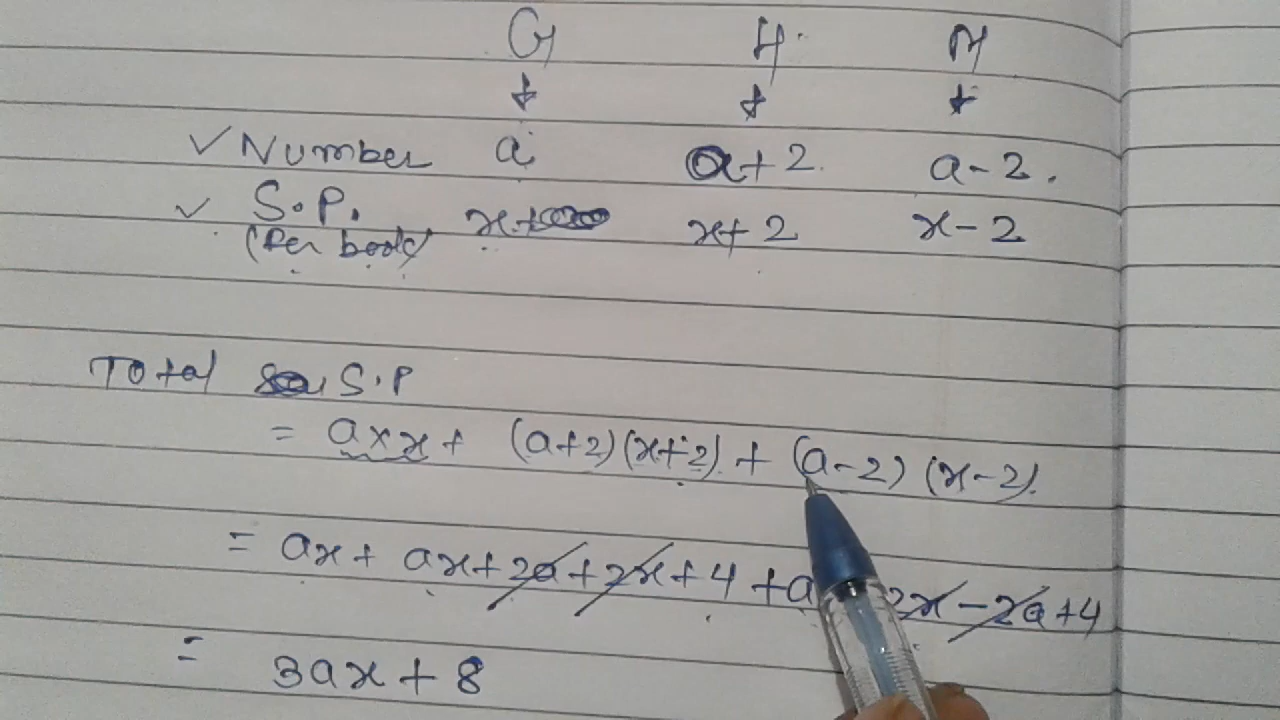 G H M
Number a a+2. a-2.
S.P. x+ x+2 x-2
(Per book)
Total S.P
= a×x+ (a+2)(x+2) + (a-2) (x-2).
= ax+ ax+2a+2x+4 +a 2x-2a+4
= 3ax+8